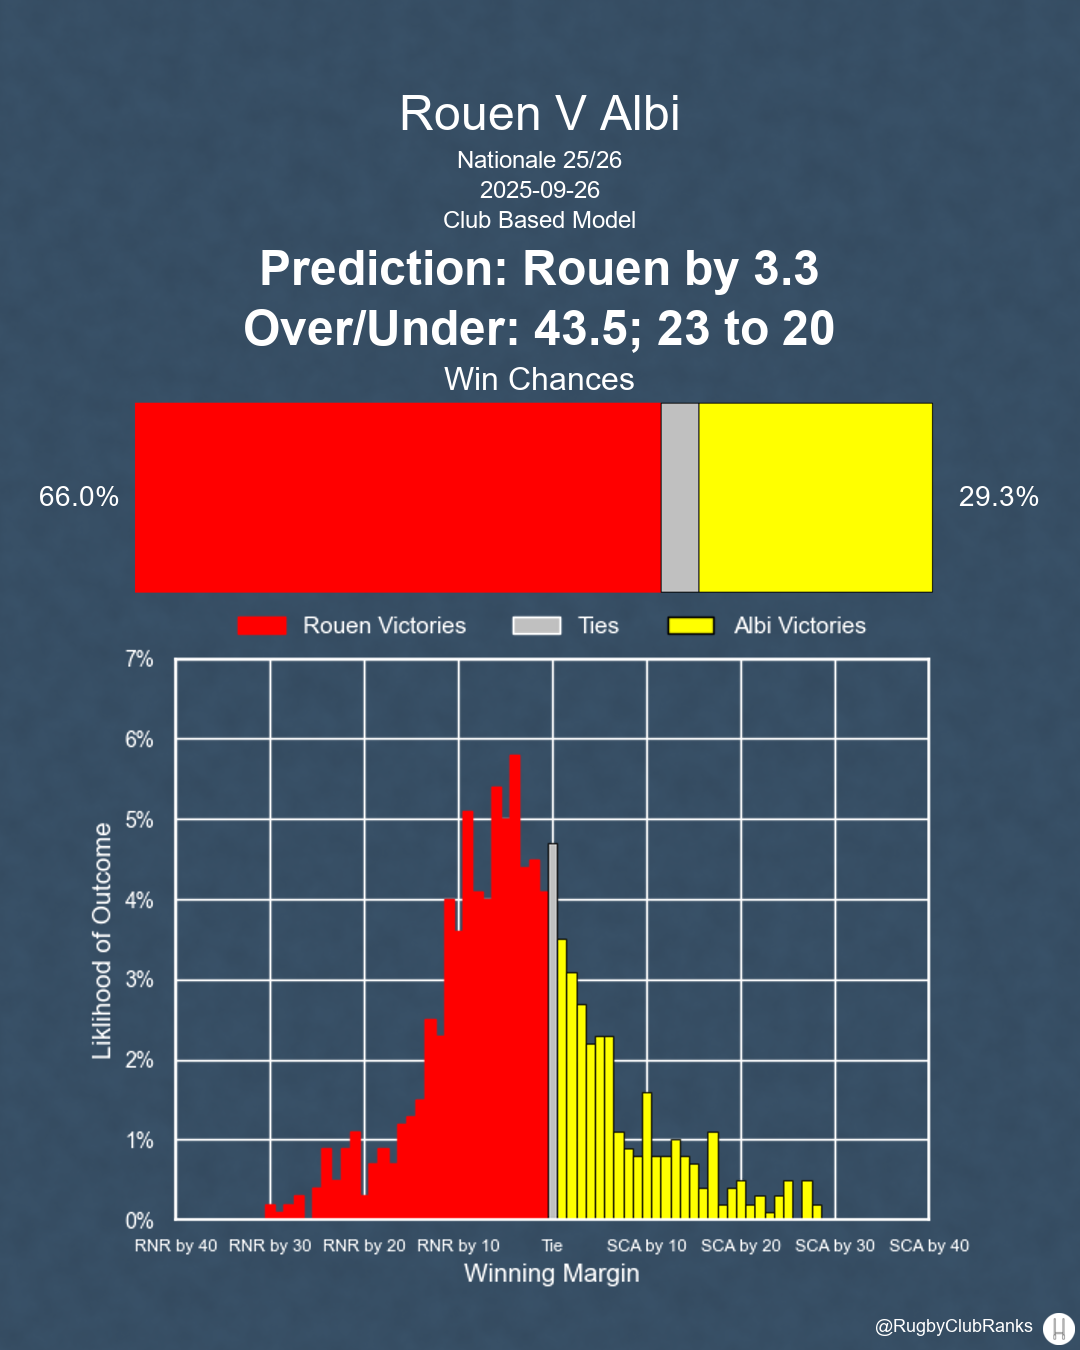 Rouen V Albi
Nationale 25/26
2025-09-26
Club Based Model
Prediction: Rouen by 3.3
Over/Under: 43.5; 23 to 20
Win Chances
66.0%
29.3%
Rouen Victories Ties Albi Victories
7%
6%
5%
4%
3%
2%
1%
0%
Liklihood of Outcome
RNR by 40 RNR by 30 RNR by 20 RNR by 10 Tie SCA by 10 SCA by 20 SCA by 30 SCA by 40
Winning Margin
@RugbyClubRanks